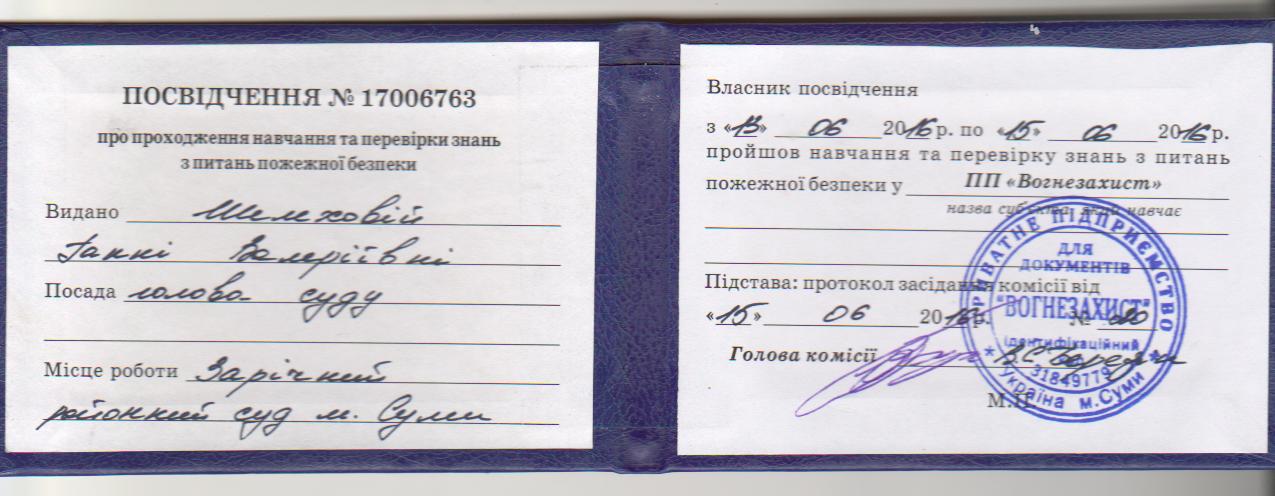 ПОСВІДЧЕННЯ № 17006763
про проходження навчання та перевірки знань
з питань пожежної безпеки
Видано Шелеховій
Ганні Валеріївні
Посада голова суду
Місце роботи Зарічний
районний суд м. Суми
Власник посвідчення
з «13» 06 2016 р. по «15» 06 2016 р.
пройшов навчання та перевірку знань з питань
пожежної безпеки у ПП «Вогнезахист»
назва суб'єкта, який навчає
Підстава: протокол засідання комісії від
«15» 06 2016 р. № 20
Голова комісії В.С.
М.П.
ПРИВАТНЕ ПІДПРИЄМСТВО
ДЛЯ
ДОКУМЕНТІВ
"ВОГНЕЗАХИСТ"
ідентифікаційний
31849779
* Україна м.Суми *